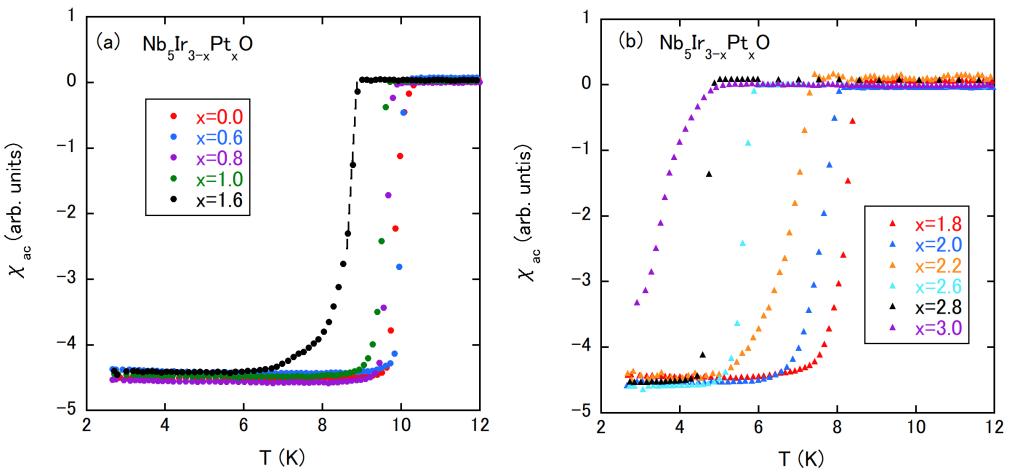 (a) Nb5Ir3-xPtxO
1
0
−1
−2
−3
−4
−5
χac (arb. units)
x=0.0
x=0.6
x=0.8
x=1.0
x=1.6
2 4 6 8 10 12
T (K)
(b) Nb5Ir3-xPtxO
1
0
−1
−2
−3
−4
−5
χac (arb. untis)
x=1.8
x=2.0
x=2.2
x=2.6
x=2.8
x=3.0
2 4 6 8 10 12
T (K)